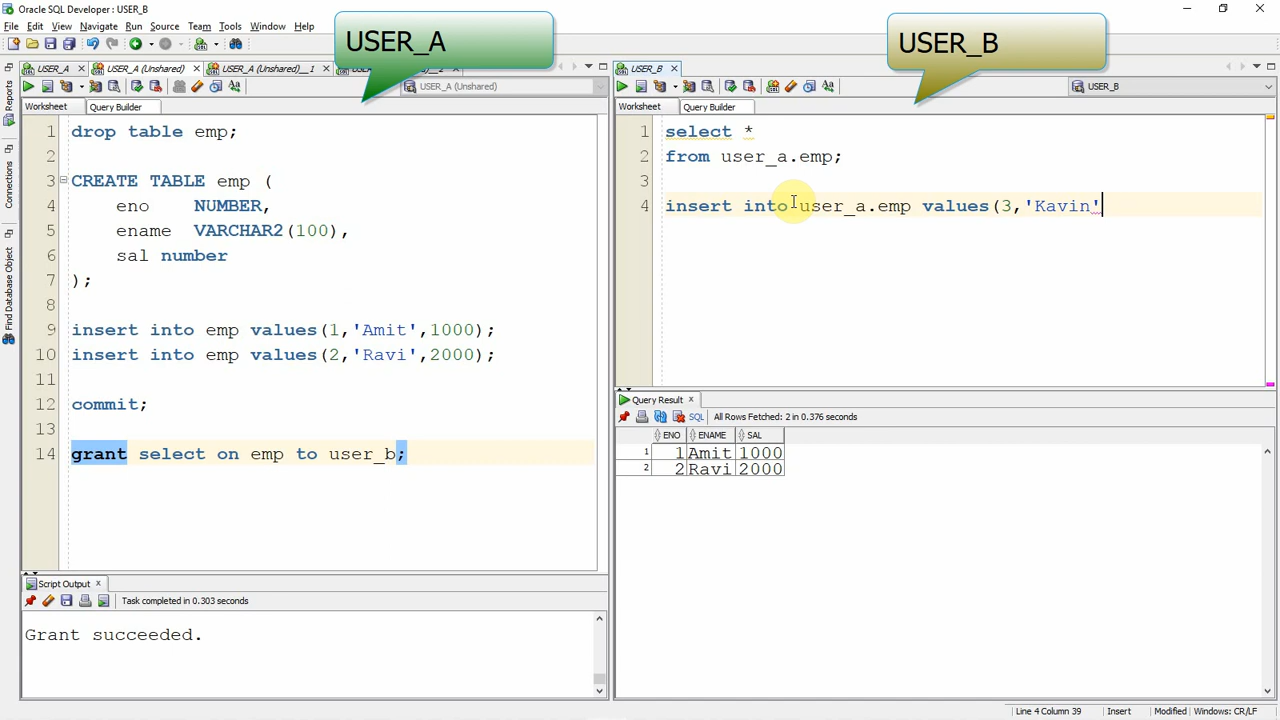 Oracle SQL Developer : USER_B
File Edit View Navigate Run Source Team Tools Window Help
USER_A
USER_B
USER_A USER_A (Unshared) USER_A (Unshared)__1
USER_A (Unshared)
Worksheet Query Builder
1 drop table emp;
2
3 CREATE TABLE emp (
4 eno NUMBER,
5 ename VARCHAR2(100),
6 sal number
7 );
8
9 insert into emp values(1,'Amit',1000);
10 insert into emp values(2,'Ravi',2000);
11
12 commit;
13
14 grant select on emp to user_b;
Script Output
Task completed in 0.303 seconds
Grant succeeded.
Reports
Connections
Find Database Object
USER_B
USER_B
Worksheet Query Builder
1 select *
2 from user_a.emp;
3
4 insert into user_a.emp values(3,'Kavin'
Query Result
SQL All Rows Fetched: 2 in 0.376 seconds
ENO ENAME SAL
1 1 Amit 1000
2 2 Ravi 2000
Line 4 Column 39 Insert Modified Windows: CR/LF